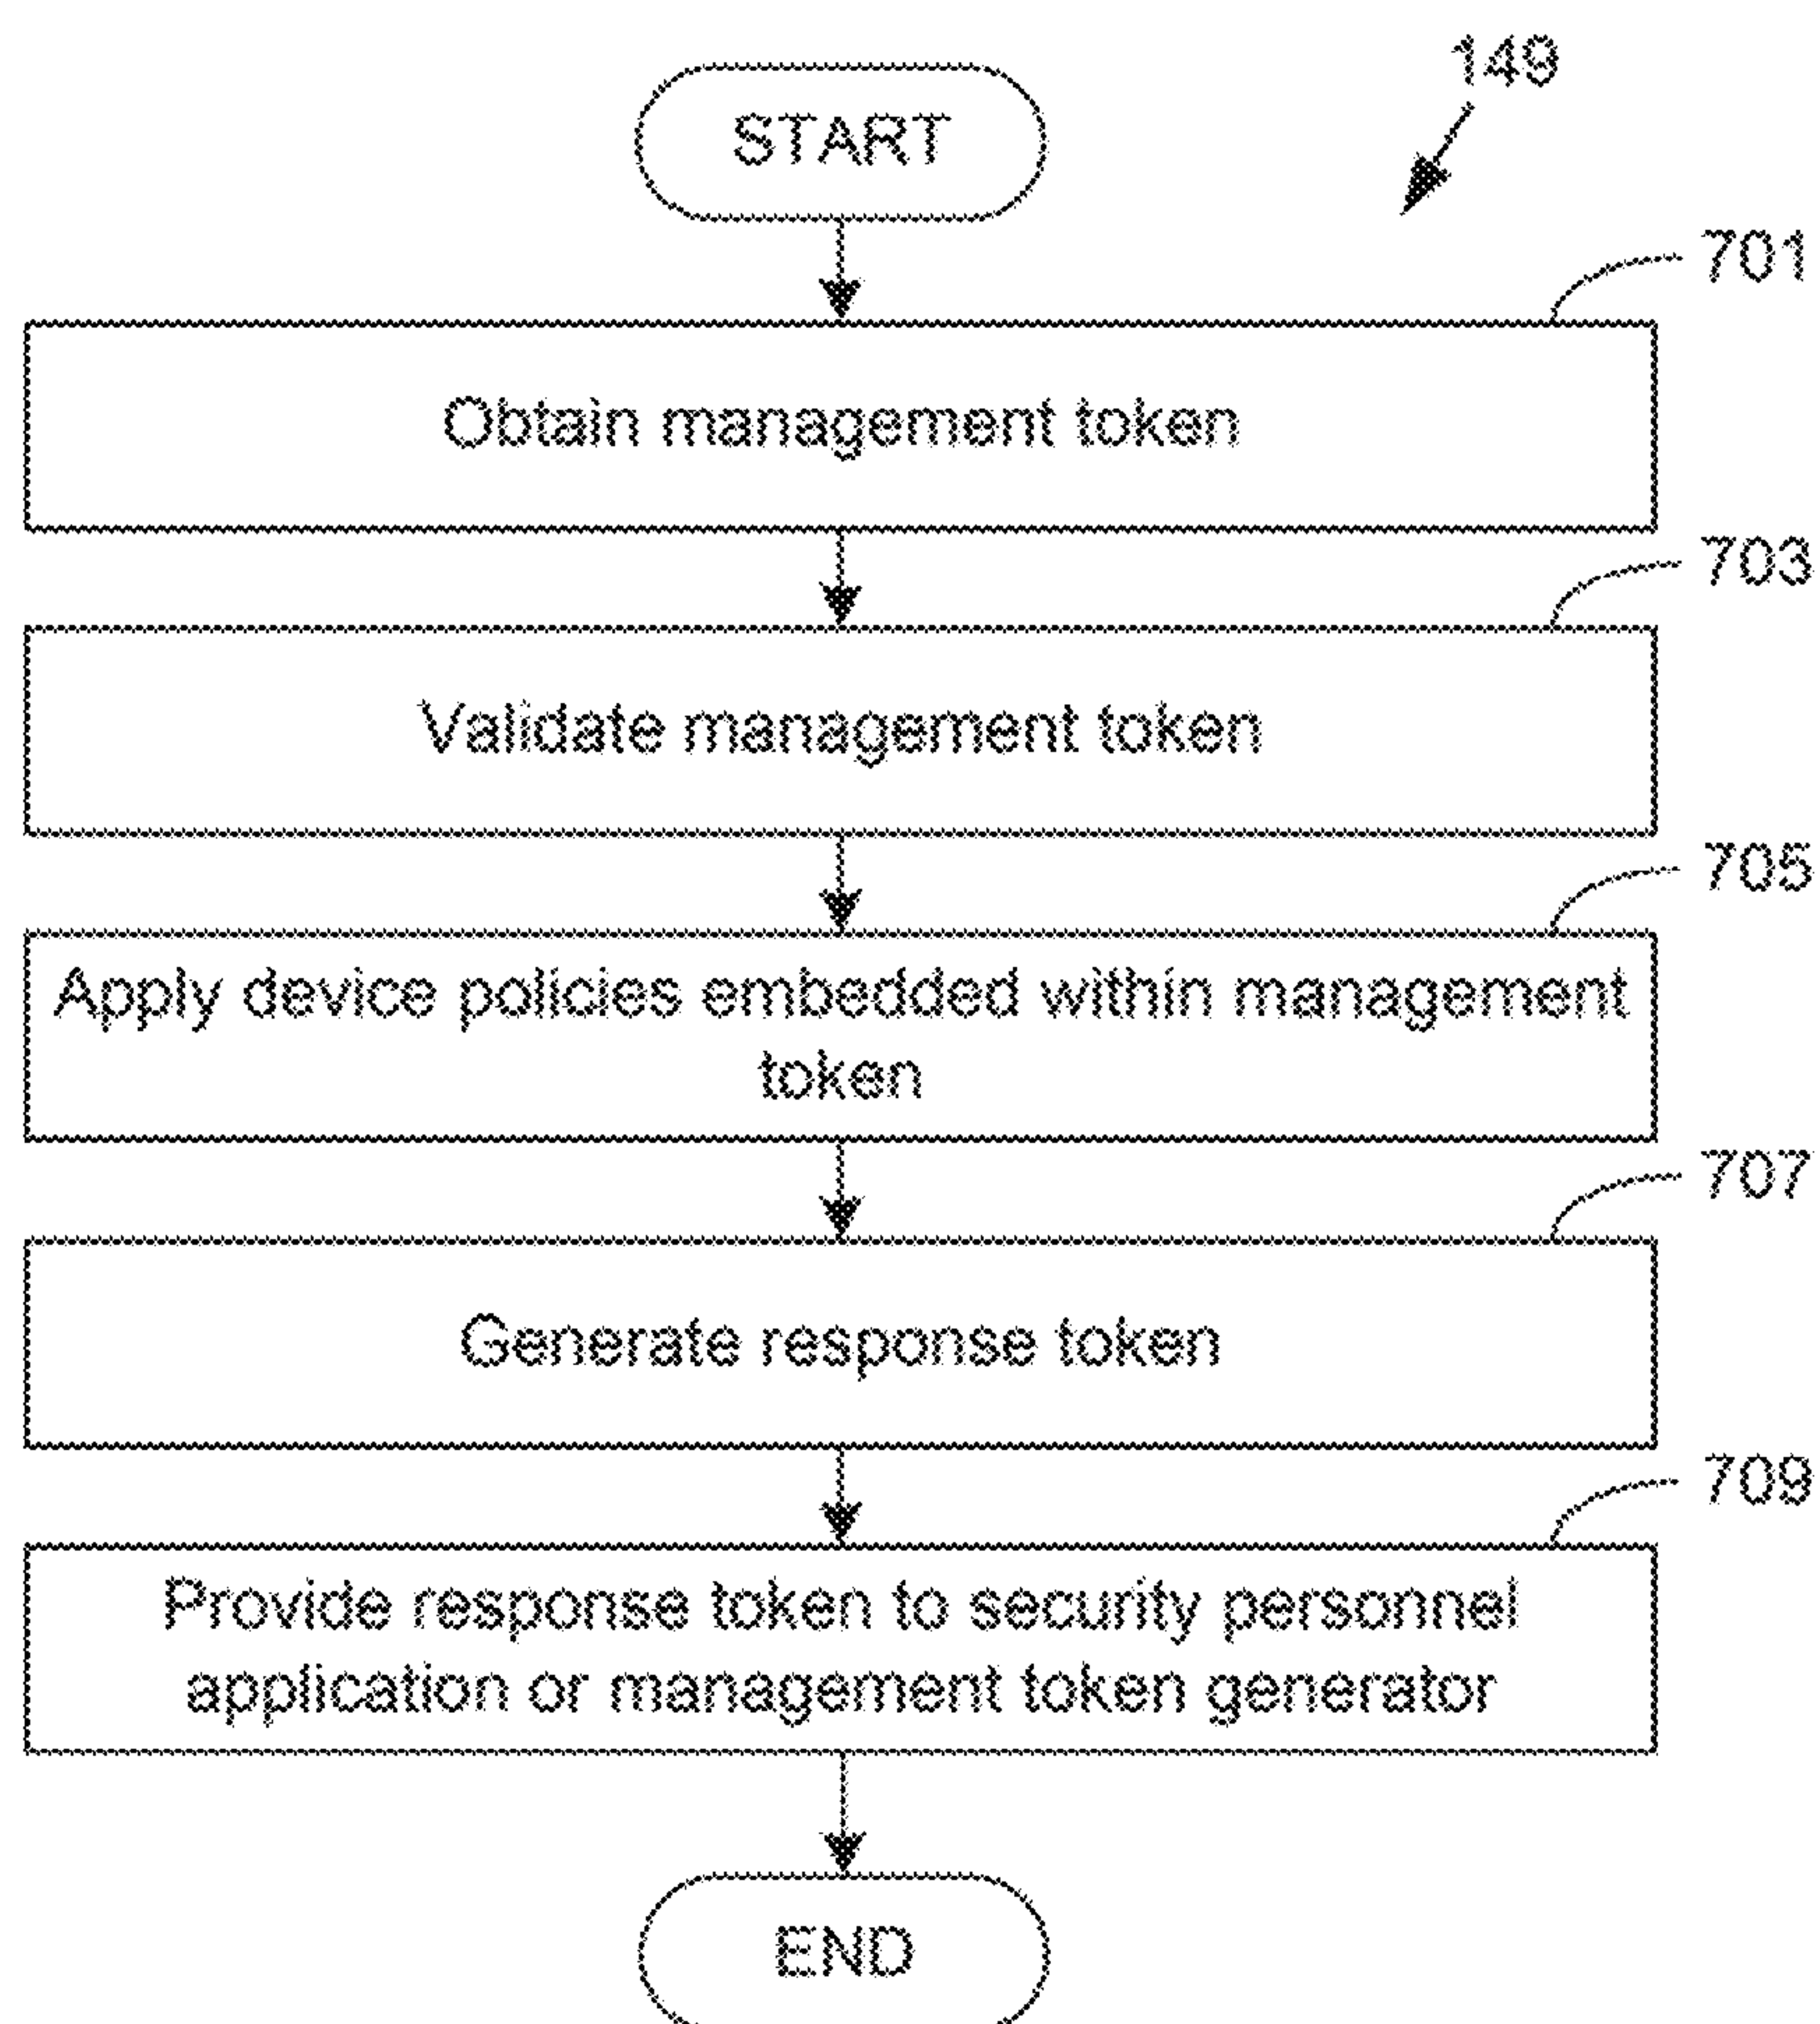 149
START
701
Obtain management token
703
Validate management token
705
Apply device policies embedded within management
token
707
Generate response token
709
Provide response token to security personnel
application or management token generator
END